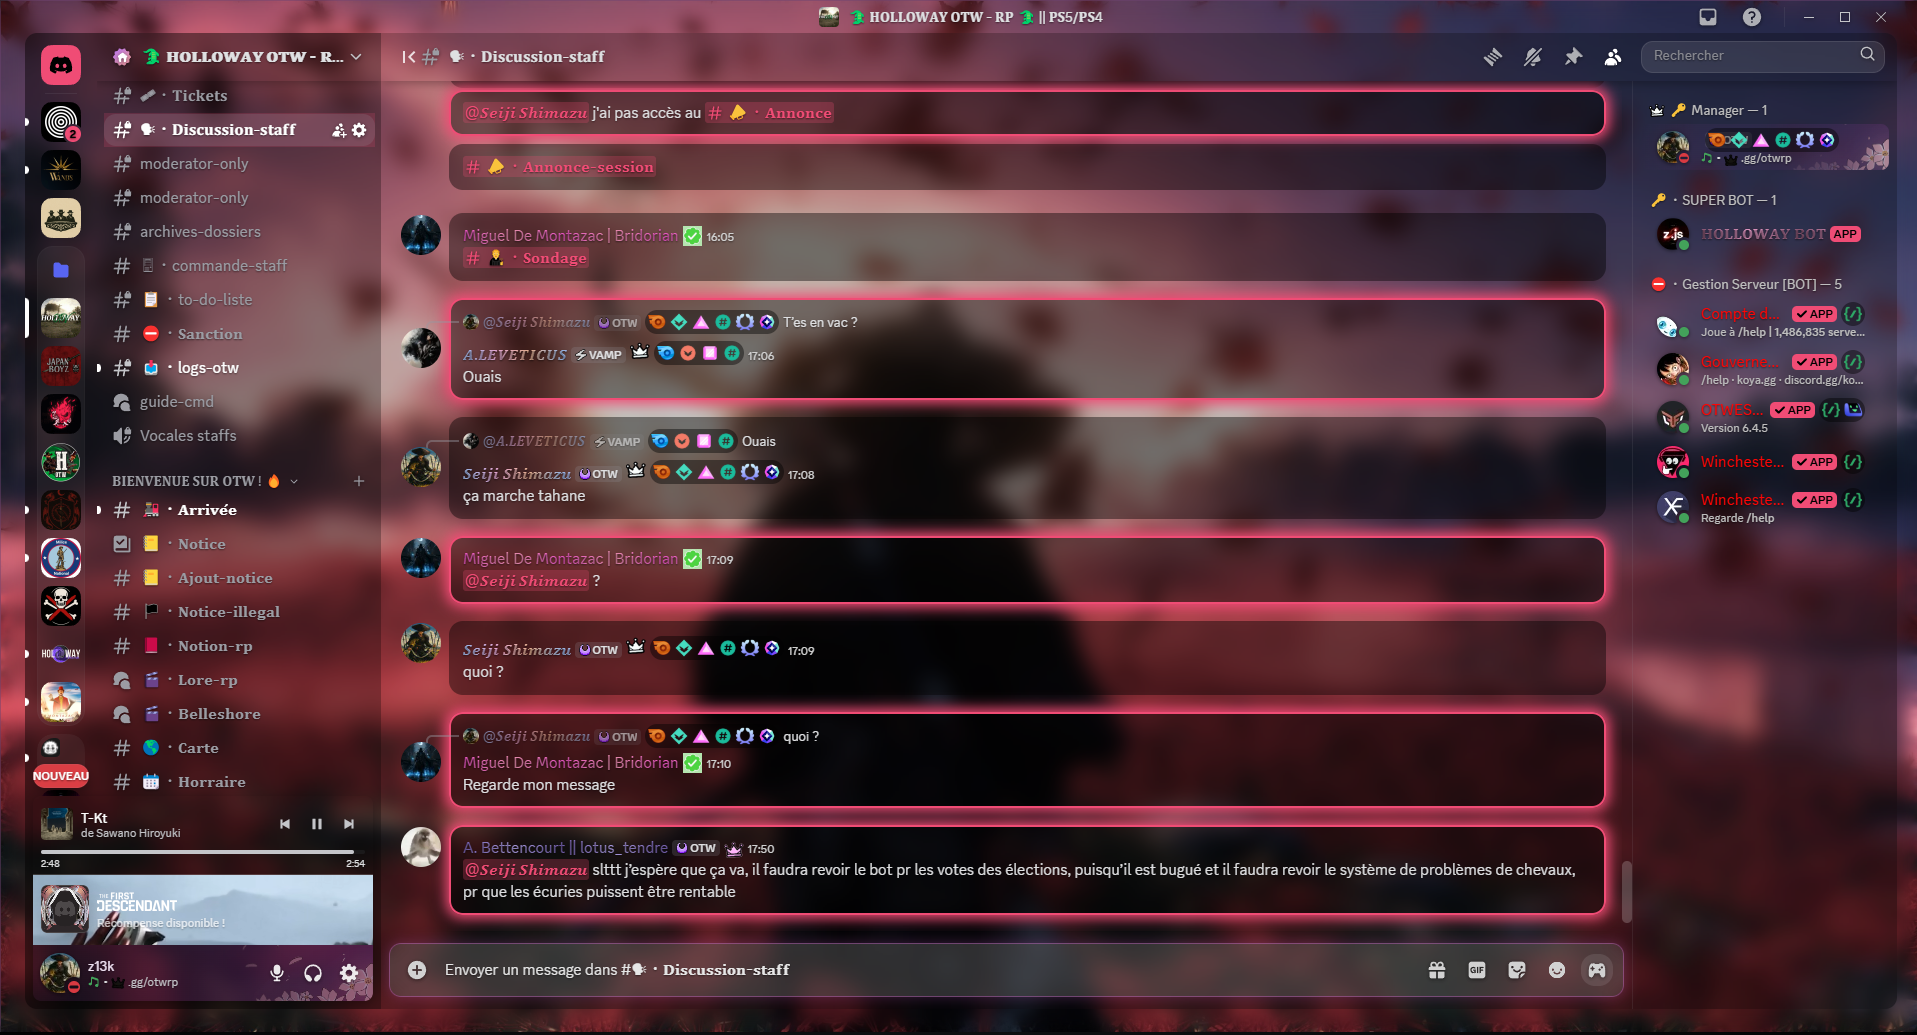 HOLLOWAY OTW - RP || PS5/PS4
HOLLOWAY OTW - R...
Tickets
Discussion-staff
moderator-only
moderator-only
archives-dossiers
commande-staff
to-do-liste
Sanction
logs-otw
guide-cmd
Vocales staffs
BIENVENUE SUR OTW !
Arrivée
Notice
Ajout-notice
Notice-illegal
Notion-rp
Lore-rp
Belleshore
Carte
Horraire
2
WANDS
HOLLOWAY
JAPAN BOYZ
H OTW
HOLLOWAY
NOUVEAU
T-Kt
de Sawano Hiroyuki
2:48 2:54
THE FIRST
DESCENDANT
Récompense disponible !
z13k
.gg/otwrp
Discussion-staff
Rechercher
@Seiji Shimazu j'ai pas accès au # · Annonce
# · Annonce-session
Miguel De Montazac | Bridorian 16:05
# · Sondage
@Seiji Shimazu OTW T'es en vac ?
A.LEVETICUS VAMP 17:06
Ouais
@A.LEVETICUS VAMP Ouais
Seiji Shimazu OTW 17:08
ça marche tahane
Miguel De Montazac | Bridorian 17:09
@Seiji Shimazu ?
Seiji Shimazu OTW 17:09
quoi ?
@Seiji Shimazu OTW quoi ?
Miguel De Montazac | Bridorian 17:10
Regarde mon message
A. Bettencourt || lotus_tendre OTW 17:50
@Seiji Shimazu slttt j'espère que ça va, il faudra revoir le bot pr les votes des élections, puisqu'il est bugué et il faudra revoir le système de problèmes de chevaux,
pr que les écuries puissent être rentable
Envoyer un message dans # · Discussion-staff
GIF
Manager — 1
.gg/otwrp
· SUPER BOT — 1
z.js
HOLLOWAY BOT APP
· Gestion Serveur [BOT] — 5
Compte d... APP
Joue à /help | 1,486,835 serve...
Gouverne... APP
/help · koya.gg · discord.gg/ko...
OTWES... APP
Version 6.4.5
Wincheste... APP
Wincheste... APP
Regarde /help